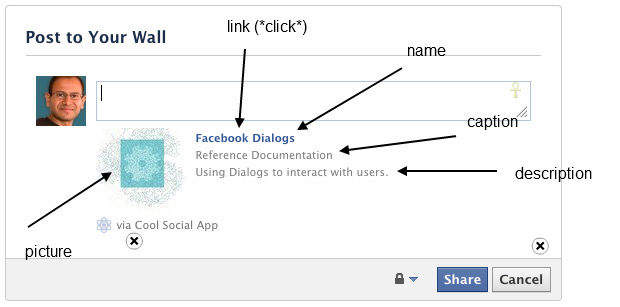 link (*click*)
Post to Your Wall
name
caption
Facebook Dialogs
Reference Documentation
Using Dialogs to interact with users.
description
via Cool Social App
picture
Share
Cancel